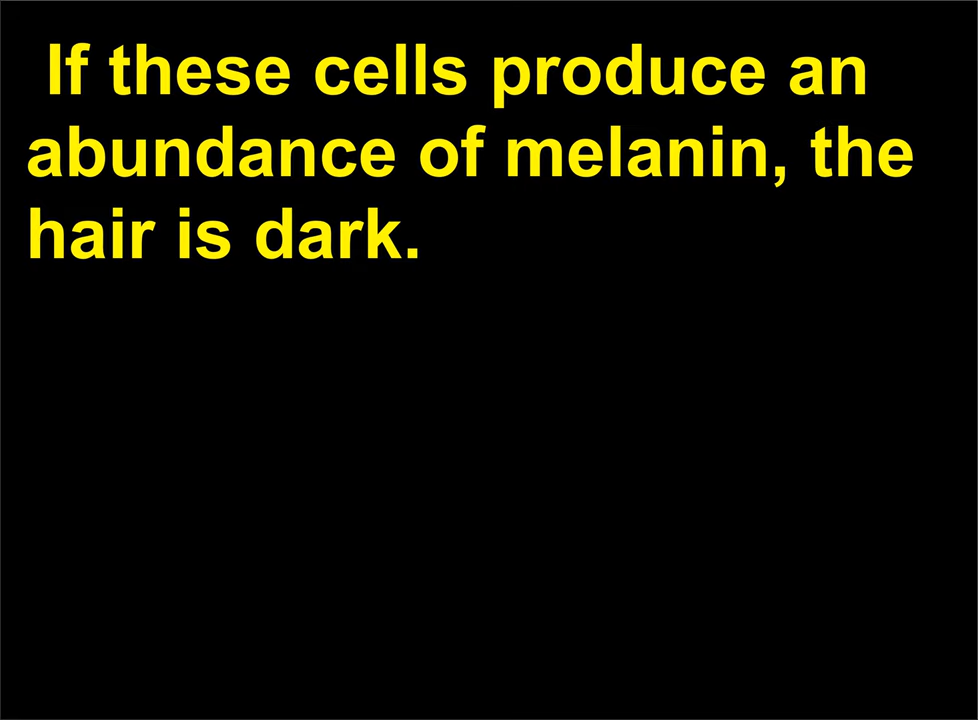 If these cells produce an
abundance of melanin, the
hair is dark.